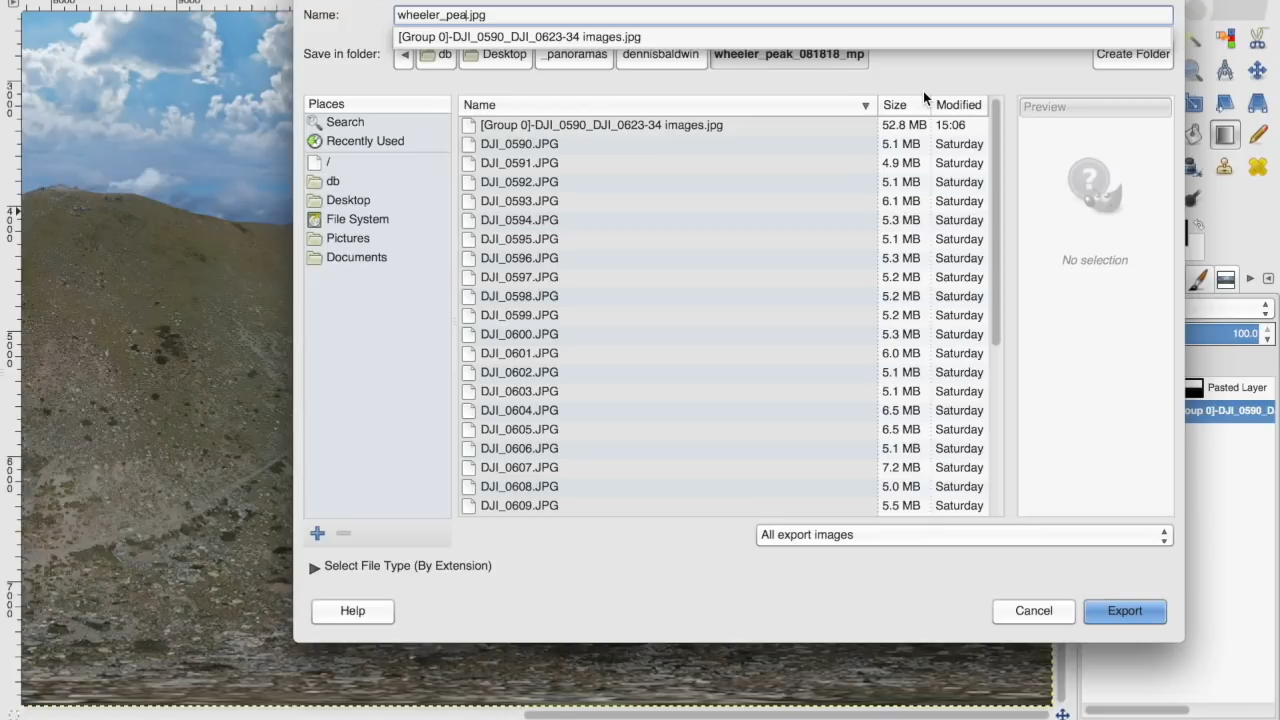 Name: wheeler_pea.jpg
[Group 0]-DJI_0590_DJI_0623-34 images.jpg
Save in folder: db Desktop _panoramas dennisbaldwin wheeler_peak_081818_mp Create Folder
Places
Search
Recently Used
/
db
Desktop
File System
Pictures
Documents
Name Size Modified
[Group 0]-DJI_0590_DJI_0623-34 images.jpg 52.8 MB 15:06
DJI_0590.JPG 5.1 MB Saturday
DJI_0591.JPG 4.9 MB Saturday
DJI_0592.JPG 5.1 MB Saturday
DJI_0593.JPG 6.1 MB Saturday
DJI_0594.JPG 5.3 MB Saturday
DJI_0595.JPG 5.1 MB Saturday
DJI_0596.JPG 5.3 MB Saturday
DJI_0597.JPG 5.2 MB Saturday
DJI_0598.JPG 5.2 MB Saturday
DJI_0599.JPG 5.2 MB Saturday
DJI_0600.JPG 5.3 MB Saturday
DJI_0601.JPG 6.0 MB Saturday
DJI_0602.JPG 5.1 MB Saturday
DJI_0603.JPG 5.1 MB Saturday
DJI_0604.JPG 6.5 MB Saturday
DJI_0605.JPG 6.5 MB Saturday
DJI_0606.JPG 5.1 MB Saturday
DJI_0607.JPG 7.2 MB Saturday
DJI_0608.JPG 5.0 MB Saturday
DJI_0609.JPG 5.5 MB Saturday
Preview
No selection
All export images
Select File Type (By Extension)
Help Cancel Export
100.0
Pasted Layer
oup 0]-DJI_0590_D
3000
4000
5000
6000
7000